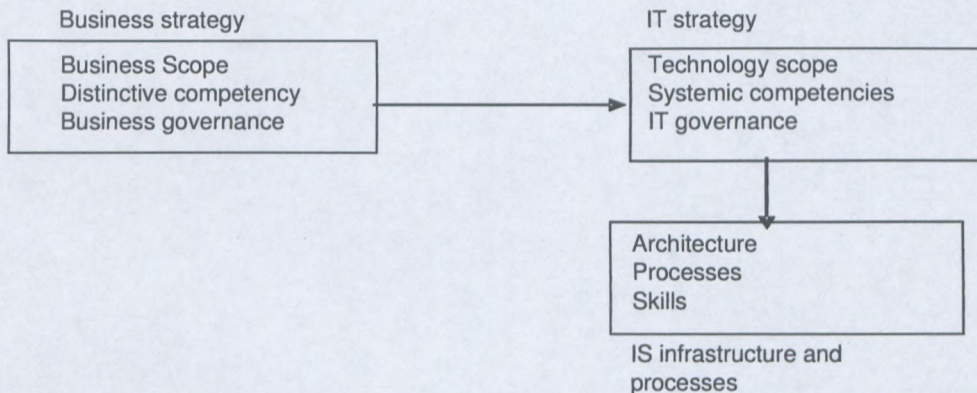 Business strategy
Business Scope
Distinctive competency
Business governance
IT strategy
Technology scope
Systemic competencies
IT governance
Architecture
Processes
Skills
IS infrastructure and
processes